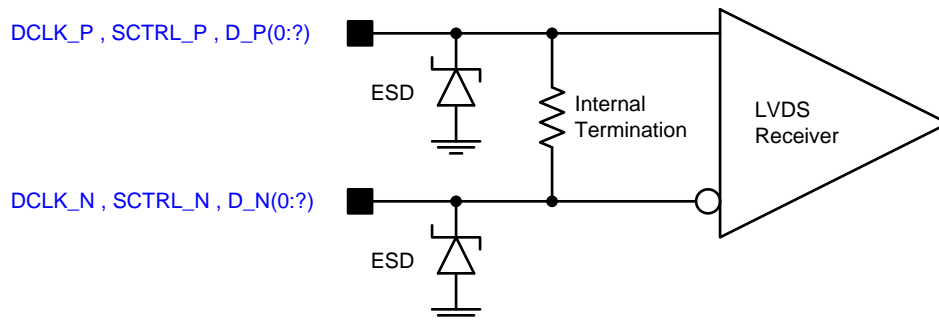 DCLK_P , SCTRL_P , D_P(0:?)
ESD
Internal
Termination
LVDS
Receiver
DCLK_N , SCTRL_N , D_N(0:?)
ESD